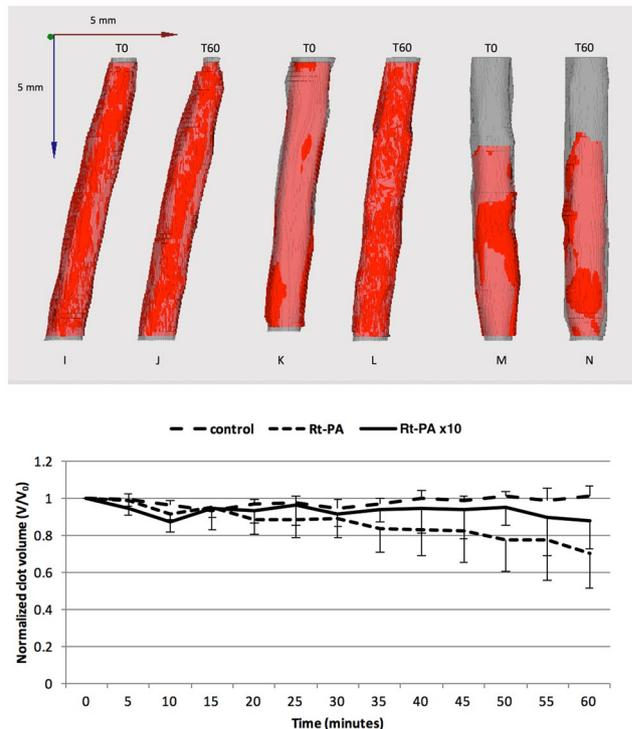 5 mm
T0 T60 T0 T60 T0 T60
5 mm
I J K L M N
control Rt-PA Rt-PA x10
1.2
1
0.8
0.6
0.4
0.2
0
Normalized clot volume (V/V₀)
0 5 10 15 20 25 30 35 40 45 50 55 60
Time (minutes)